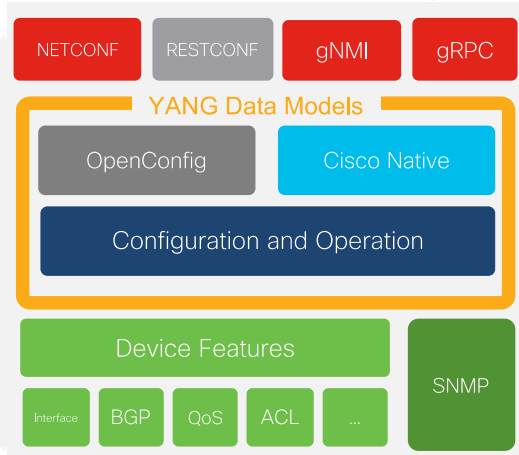 NETCONF
RESTCONF
gNMI
gRPC
YANG Data Models
OpenConfig
Cisco Native
Configuration and Operation
Device Features
SNMP
Interface
BGP
QoS
ACL
...